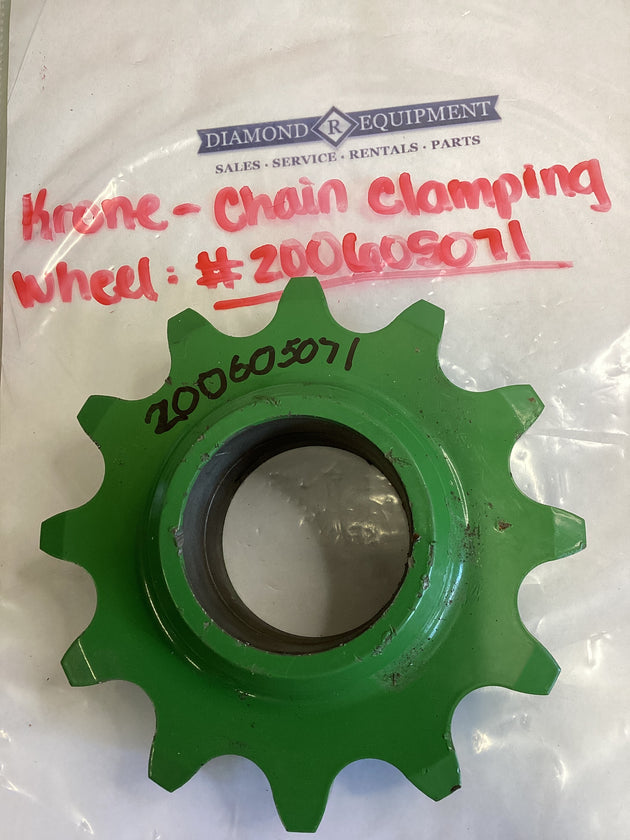 DIAMOND R EQUIPMENT
SALES · SERVICE · RENTALS · PARTS
Krone - Chain Clamping
Wheel: #200605071
200605071